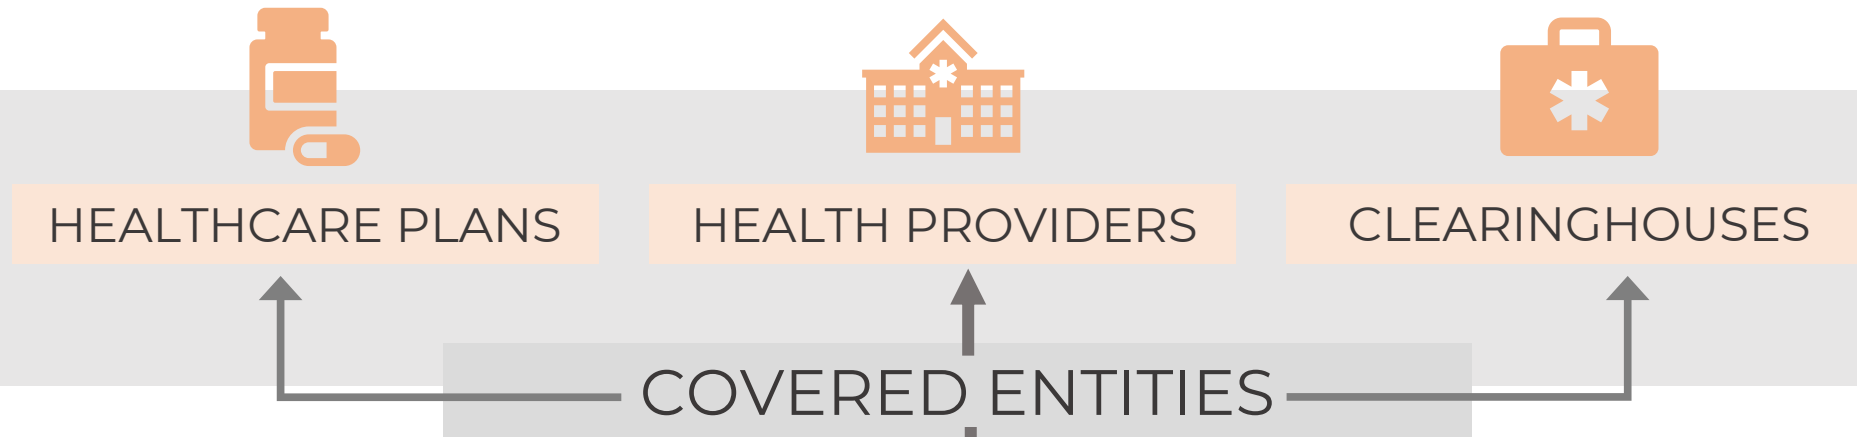 HEALTHCARE PLANS
HEALTH PROVIDERS
CLEARINGHOUSES
COVERED ENTITIES